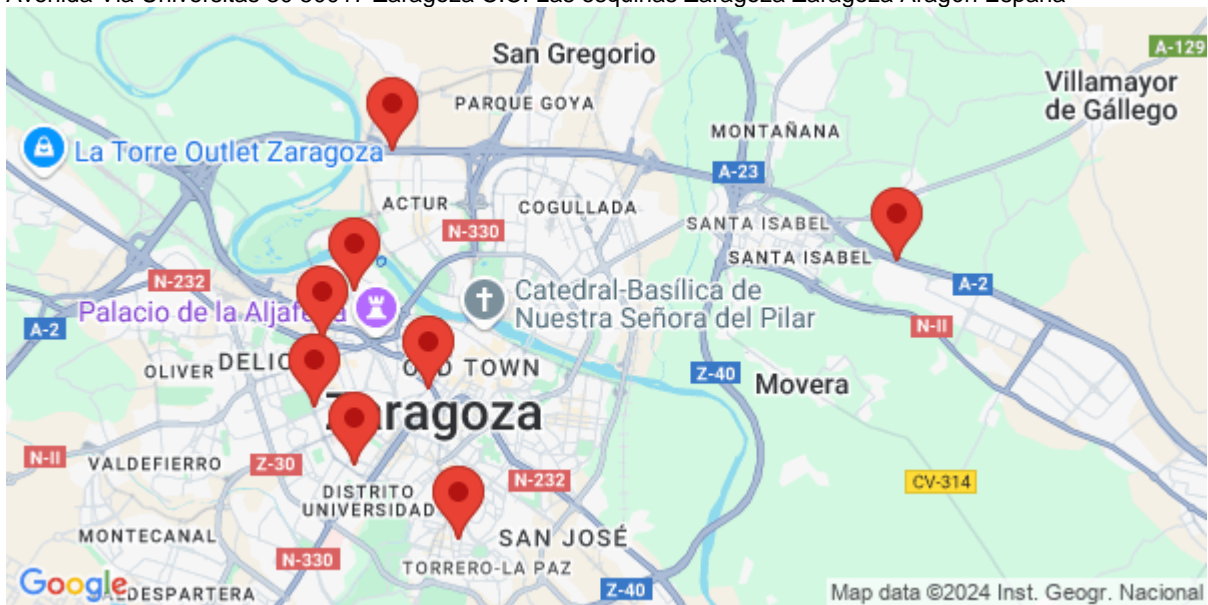 San Gregorio
A-129
PARQUE GOYA
Villamayor
de Gállego
MONTAÑANA
La Torre Outlet Zaragoza
A-23
ACTUR
COGULLADA
N-330
SANTA ISABEL
SANTA ISABEL
N-232
A-2
Palacio de la Aljaf
Catedral-Basílica de
Nuestra Señora del Pilar
A-2
N-II
OLIVER
DELIC
TOWN
Z-40
Movera
Zaragoza
N-II
VALDEFIERRO
Z-30
N-232
CV-314
DISTRITO
UNIVERSIDAD
MONTECANAL
SAN JOSÉ
N-330
TORRERO-LA PAZ
Google
DESPARTERA
Z-40
Map data ©2024 Inst. Geogr. Nacional